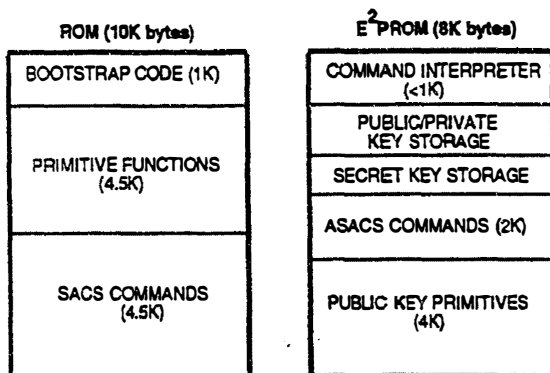 ROM (10K bytes)
BOOTSTRAP CODE (1K)
PRIMITIVE FUNCTIONS
(4.5K)
SACS COMMANDS
(4.5K)
E²PROM (8K bytes)
COMMAND INTERPRETER
(<1K)
PUBLIC/PRIVATE
KEY STORAGE
SECRET KEY STORAGE
ASACS COMMANDS (2K)
PUBLIC KEY PRIMITIVES
(4K)